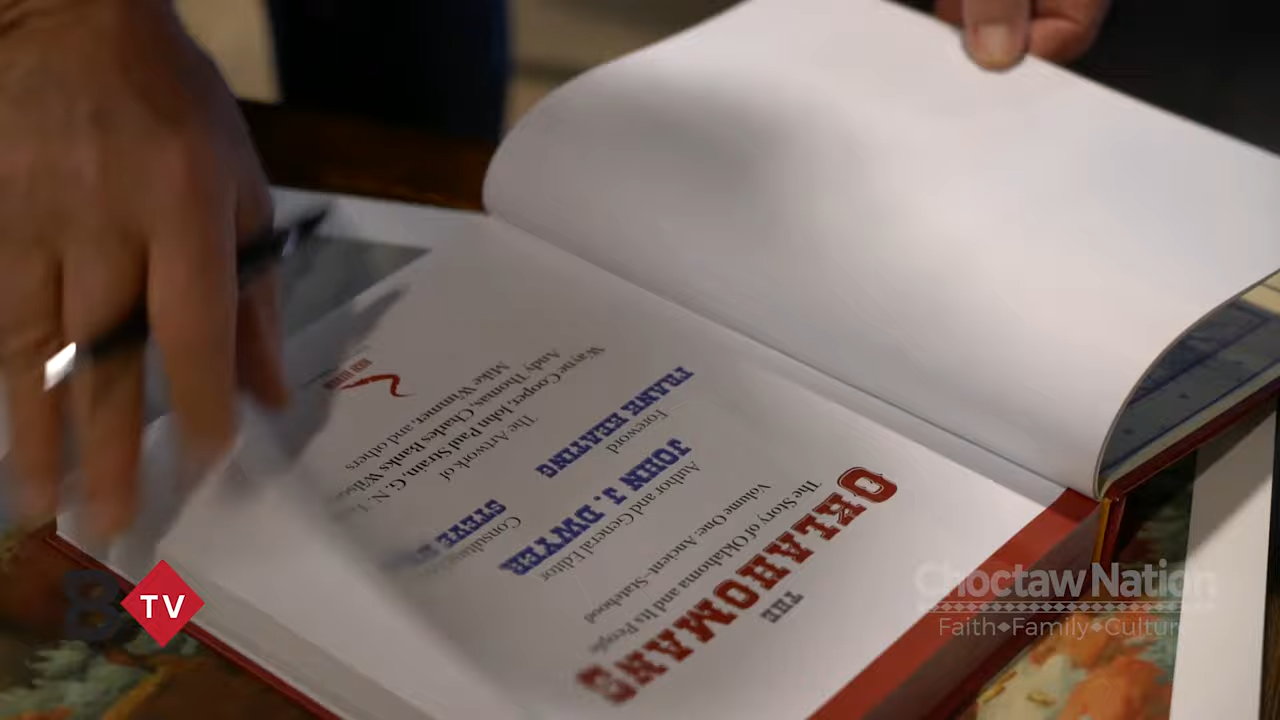 THE
OKLAHOMANS
The Story of Oklahoma and Its People
Volume One: Ancient-Statehood
Author and General Editor
JOHN J. DWYER
Foreword
FRANK KEATING
STEVE
The Artwork of
Wayne Cooper, John Paul Strain, G. N.
Andy Thomas, Charles Banks
Mike Wimmer, and others
B
TV
Choctaw Nation
Faith◆Family◆Culture